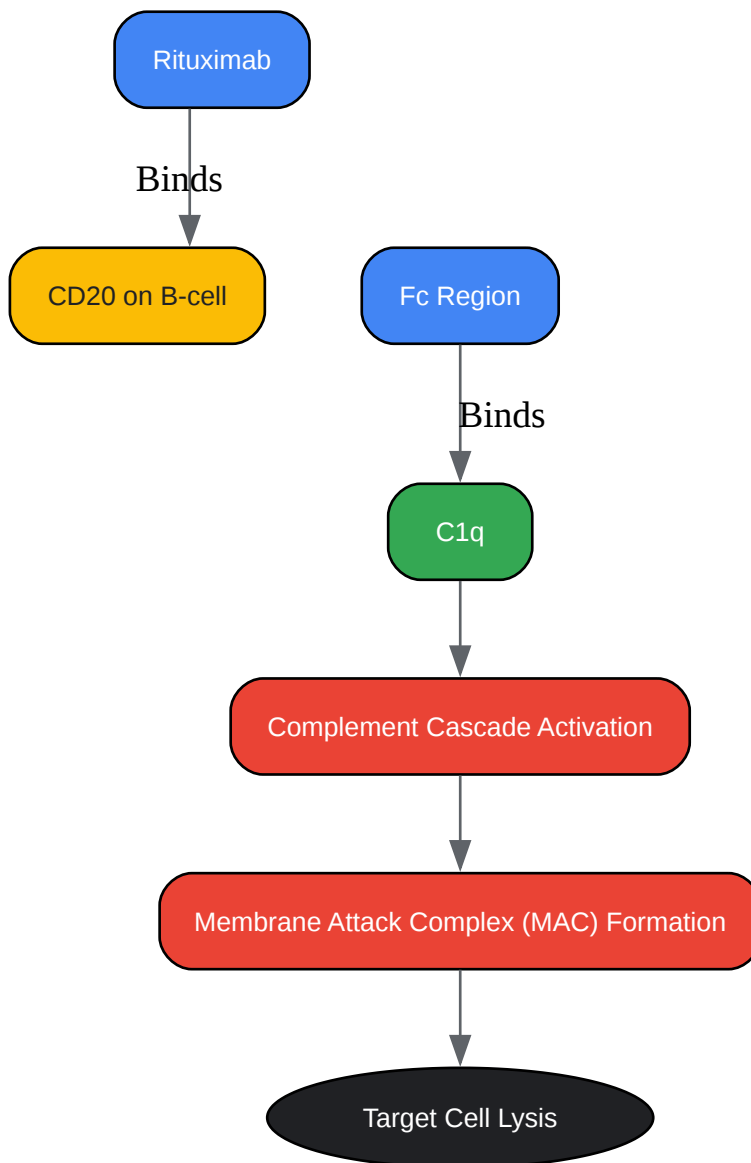 Rituximab
Binds
CD20 on B-cell
Fc Region
Binds
C1q
Complement Cascade Activation
Membrane Attack Complex (MAC) Formation
Target Cell Lysis